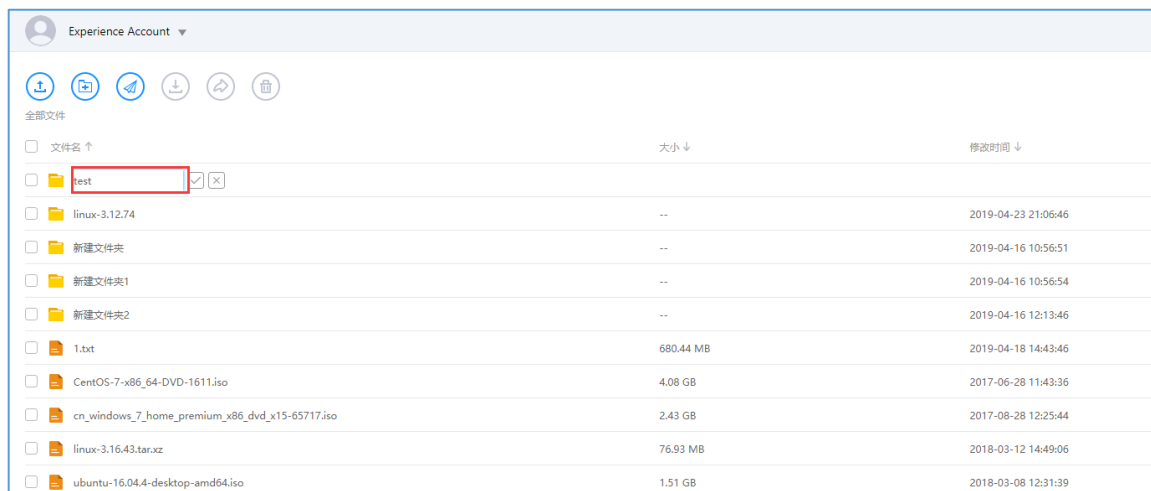 Experience Account
全部文件
文件名 大小 修改时间
test
linux-3.12.74 -- 2019-04-23 21:06:46
新建文件夹 -- 2019-04-16 10:56:51
新建文件夹1 -- 2019-04-16 10:56:54
新建文件夹2 -- 2019-04-16 12:13:46
1.txt 680.44 MB 2019-04-18 14:43:46
CentOS-7-x86_64-DVD-1611.iso 4.08 GB 2017-06-28 11:43:36
cn_windows_7_home_premium_x86_dvd_x15-65717.iso 2.43 GB 2017-08-28 12:25:44
linux-3.16.43.tar.xz 76.93 MB 2018-03-12 14:49:06
ubuntu-16.04.4-desktop-amd64.iso 1.51 GB 2018-03-08 12:31:39